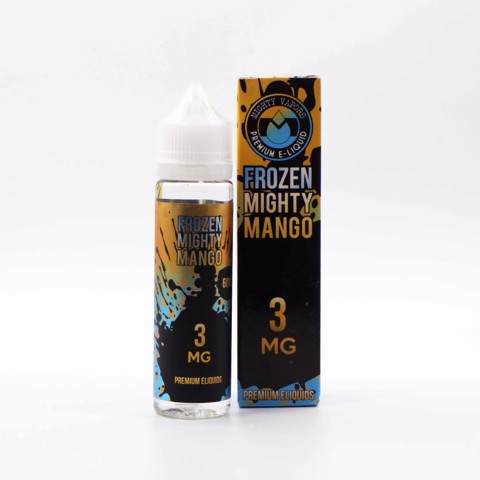 FROZEN
MIGHTY
MANGO
3
MG
PREMIUM ELIQUIDS
MIGHTY VAPORS
PREMIUM E-LIQUID
FROZEN
MIGHTY
MANGO
3
MG
PREMIUM ELIQUIDS